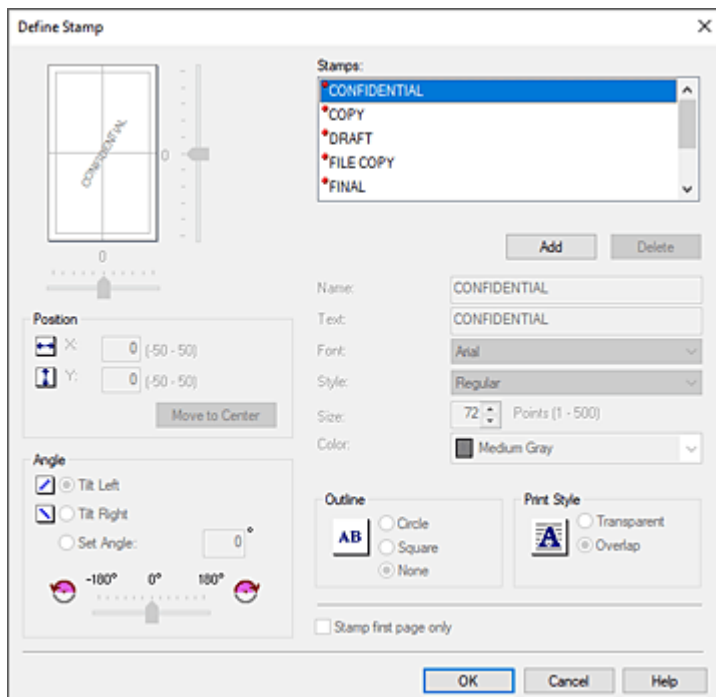 Define Stamp
CONFIDENTIAL
0
0
Position
X: 0 (-50 - 50)
Y: 0 (-50 - 50)
Move to Center
Angle
Tilt Left
Tilt Right
Set Angle: 0 °
-180° 0° 180°
Stamps:
CONFIDENTIAL
COPY
DRAFT
FILE COPY
FINAL
Add Delete
Name: CONFIDENTIAL
Text: CONFIDENTIAL
Font: Arial
Style: Regular
Size: 72 Points (1 - 500)
Color: Medium Gray
Outline
AB
Circle
Square
None
Print Style
A
Transparent
Overlap
Stamp first page only
OK Cancel Help